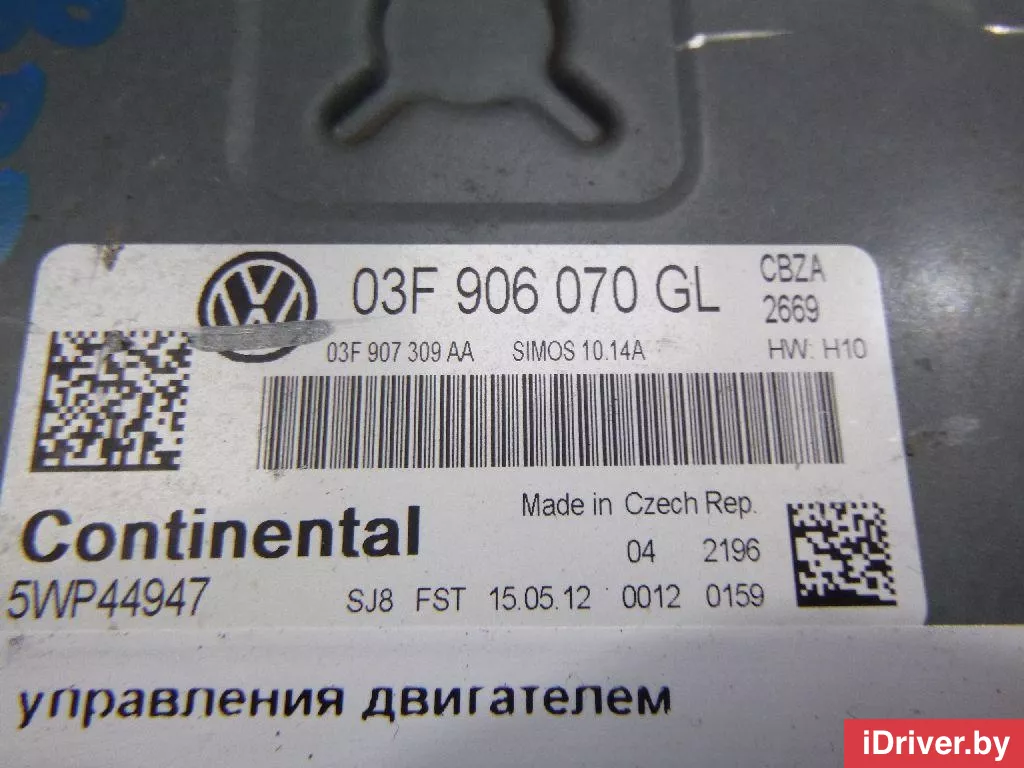 03F 906 070 GL
CBZA
2669
03F 907 309 AA SIMOS 10.14A HW: H10
Made in Czech Rep.
Continental
04 2196
5WP44947
SJ8 FST 15.05.12 0012 0159
управления двигателем
iDriver.by